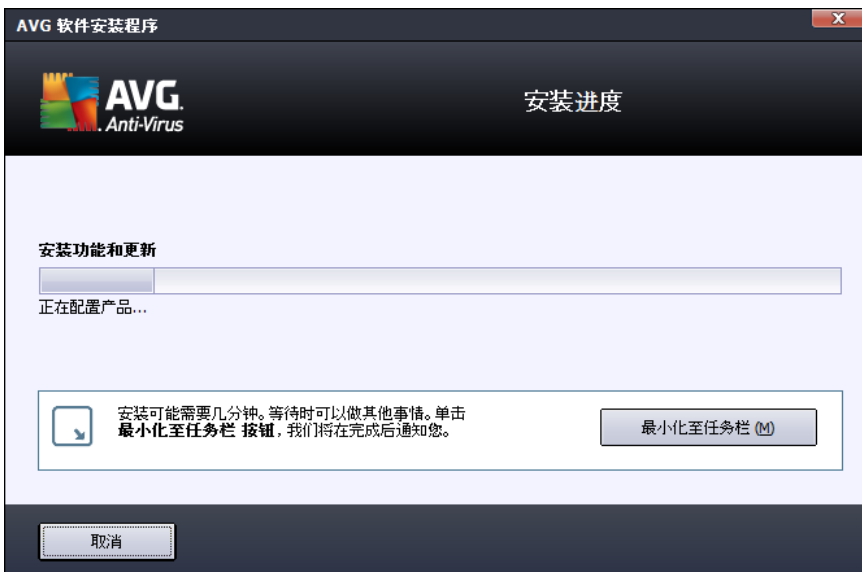 AVG 软件安装程序
AVG.
Anti-Virus
安装进度
安装功能和更新
正在配置产品...
安装可能需要几分钟。等待时可以做其他事情。单击
最小化至任务栏 按钮，我们将在完成后通知您。
最小化至任务栏 (M)
取消